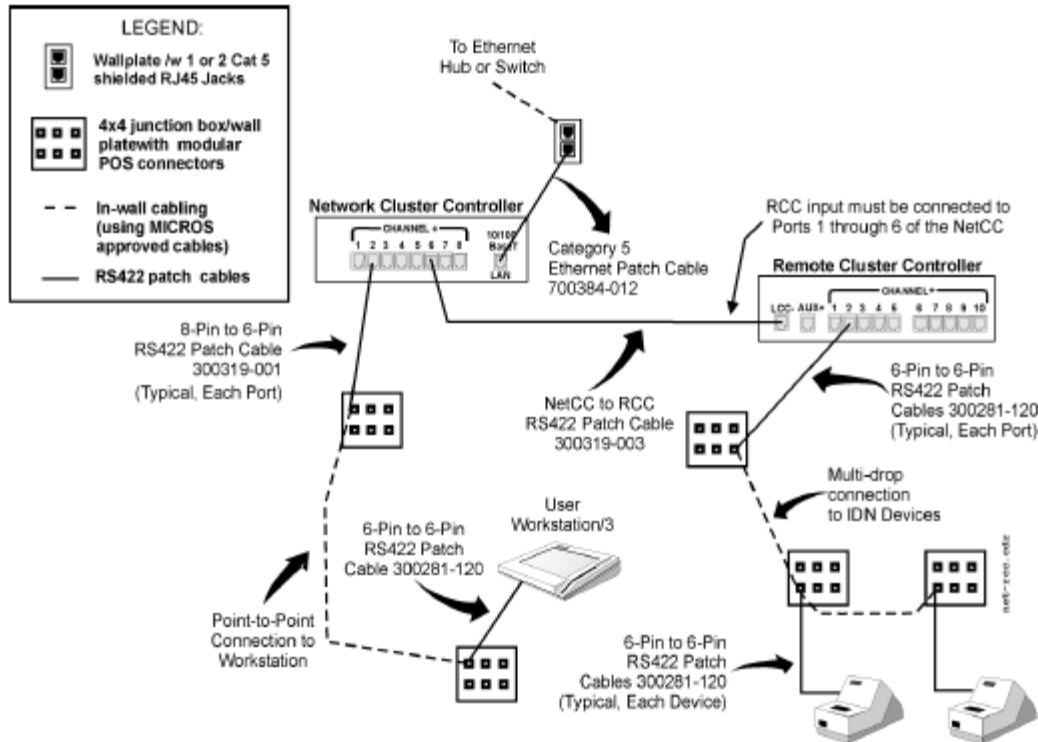 LEGEND:
Wallplate /w 1 or 2 Cat 5
shielded RJ45 Jacks
4x4 junction box/wall
platewith modular
POS connectors
In-wall cabling
(using MICROS
approved cables)
RS422 patch cables
To Ethernet
Hub or Switch
Network Cluster Controller
CHANNEL +
1 2 3 4 5 6 7 8
10/100
BaseT
LAN
Category 5
Ethernet Patch Cable
700384-012
RCC input must be connected to
Ports 1 through 6 of the NetCC
Remote Cluster Controller
CHANNEL+
LCC- AUX+ 1 2 3 4 5 6 7 8 9 10
8-Pin to 6-Pin
RS422 Patch Cable
300319-001
(Typical, Each Port)
NetCC to RCC
RS422 Patch Cable
300319-003
6-Pin to 6-Pin
RS422 Patch
Cables 300281-120
(Typical, Each Port)
Multi-drop
connection
to IDN Devices
User
Workstation/3
6-Pin to 6-Pin
RS422 Patch
Cable 300281-120
Point-to-Point
Connection to
Workstation
6-Pin to 6-Pin
RS422 Patch
Cables 300281-120
(Typical, Each Device)